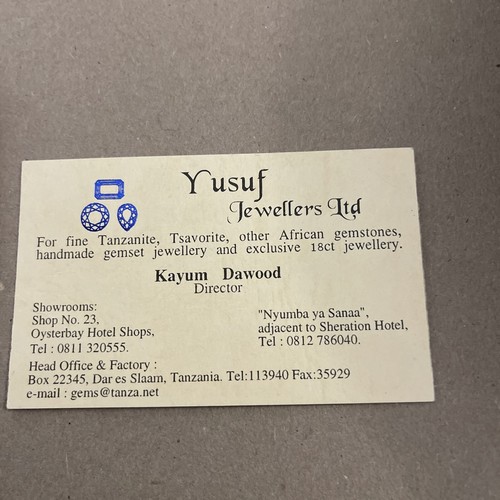 Yusuf
Jewellers Ltd
For fine Tanzanite, Tsavorite, other African gemstones,
handmade gemset jewellery and exclusive 18ct jewellery.
Kayum Dawood
Director
Showrooms:
Shop No. 23,
Oysterbay Hotel Shops,
Tel : 0811 320555.
"Nyumba ya Sanaa",
adjacent to Sheration Hotel,
Tel : 0812 786040.
Head Office & Factory :
Box 22345, Dar es Slaam, Tanzania. Tel:113940 Fax:35929
e-mail : gems@tanza.net